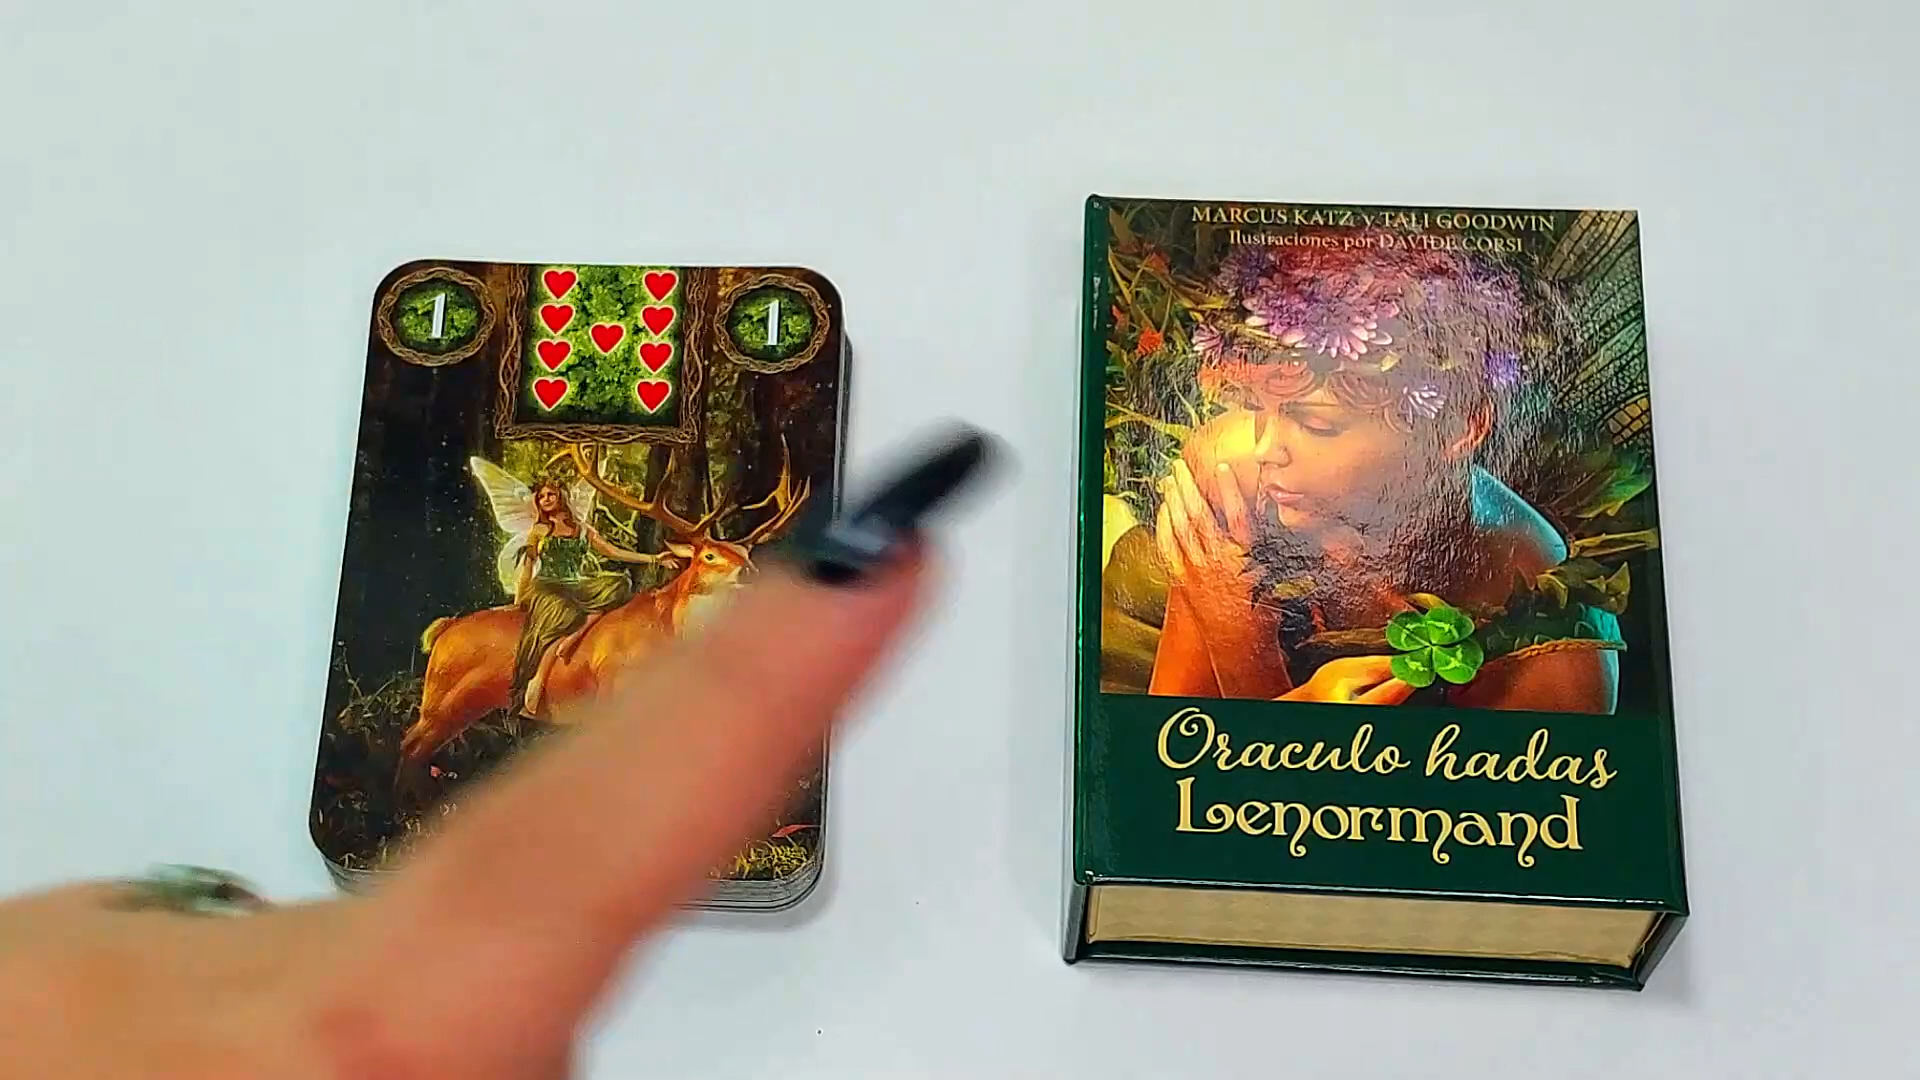 1 1
MARCUS KATZ y TALI GOODWIN
Ilustraciones por DAVIDE CORSI
Oraculo hadas
Lenormand